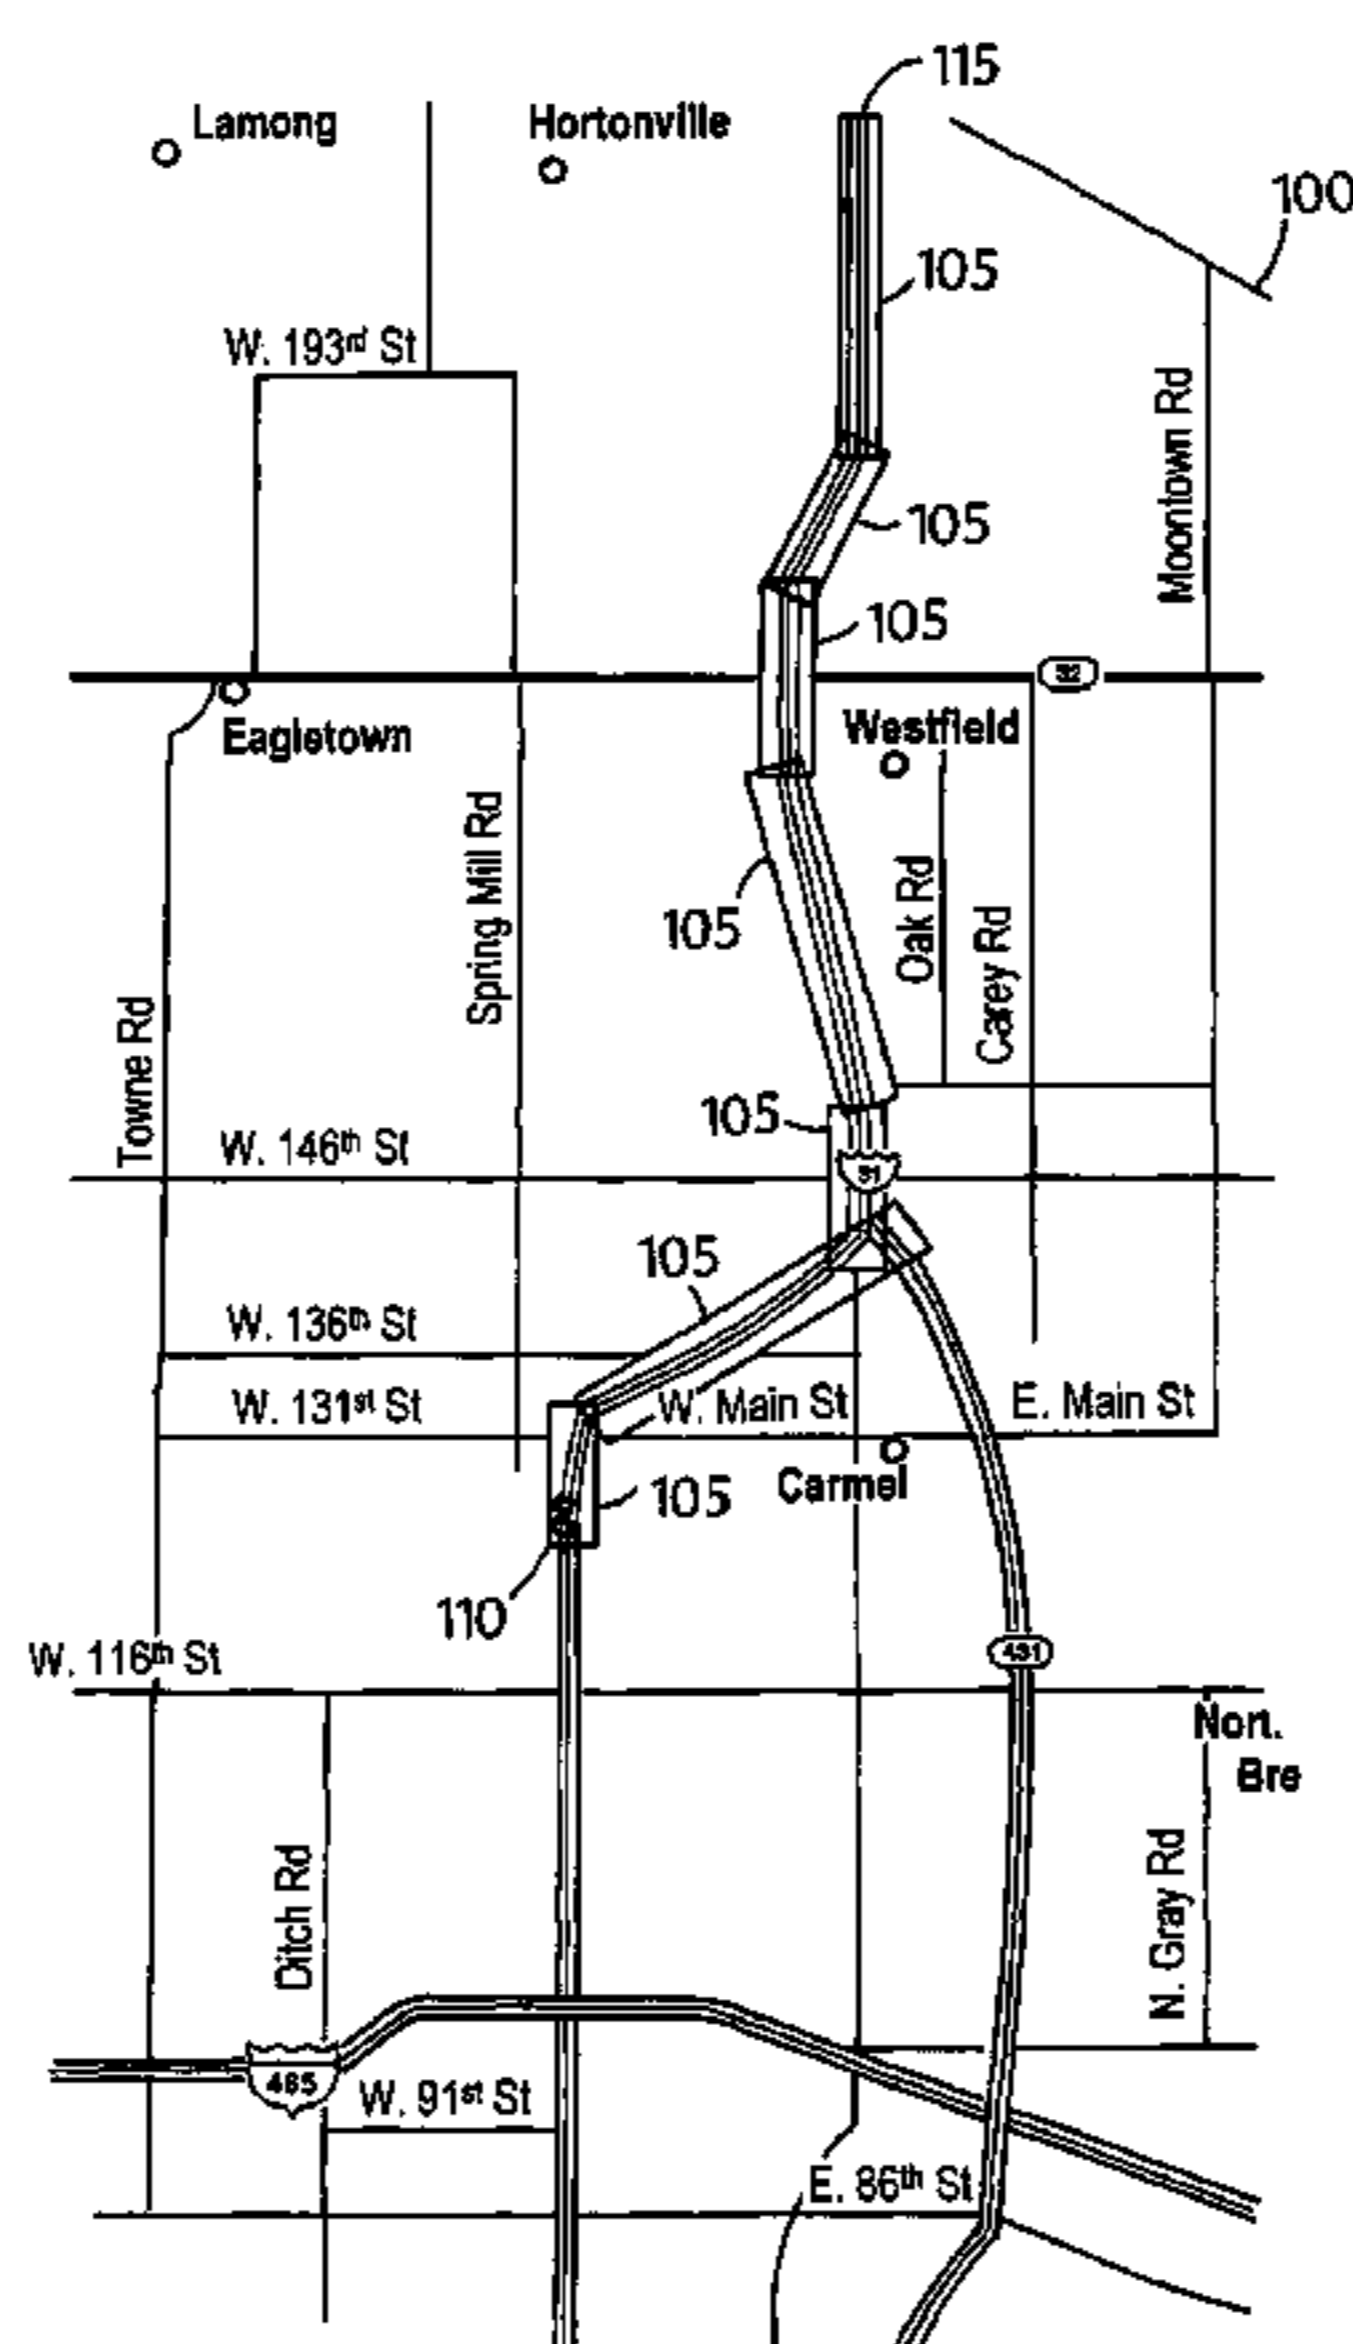 115
Lamong
Hortonville
100
105
W. 193rd St
Moontown Rd
105
105
32
Eagletown
Westfield
Spring Mill Rd
Oak Rd
105
Carey Rd
Towne Rd
105
W. 146th St
31
105
W. 136th St
W. 131st St
W. Main St
E. Main St
Carmel
105
110
W. 116th St
431
Nort.
Bre
Ditch Rd
N. Gray Rd
465
W. 91st St
E. 86th St